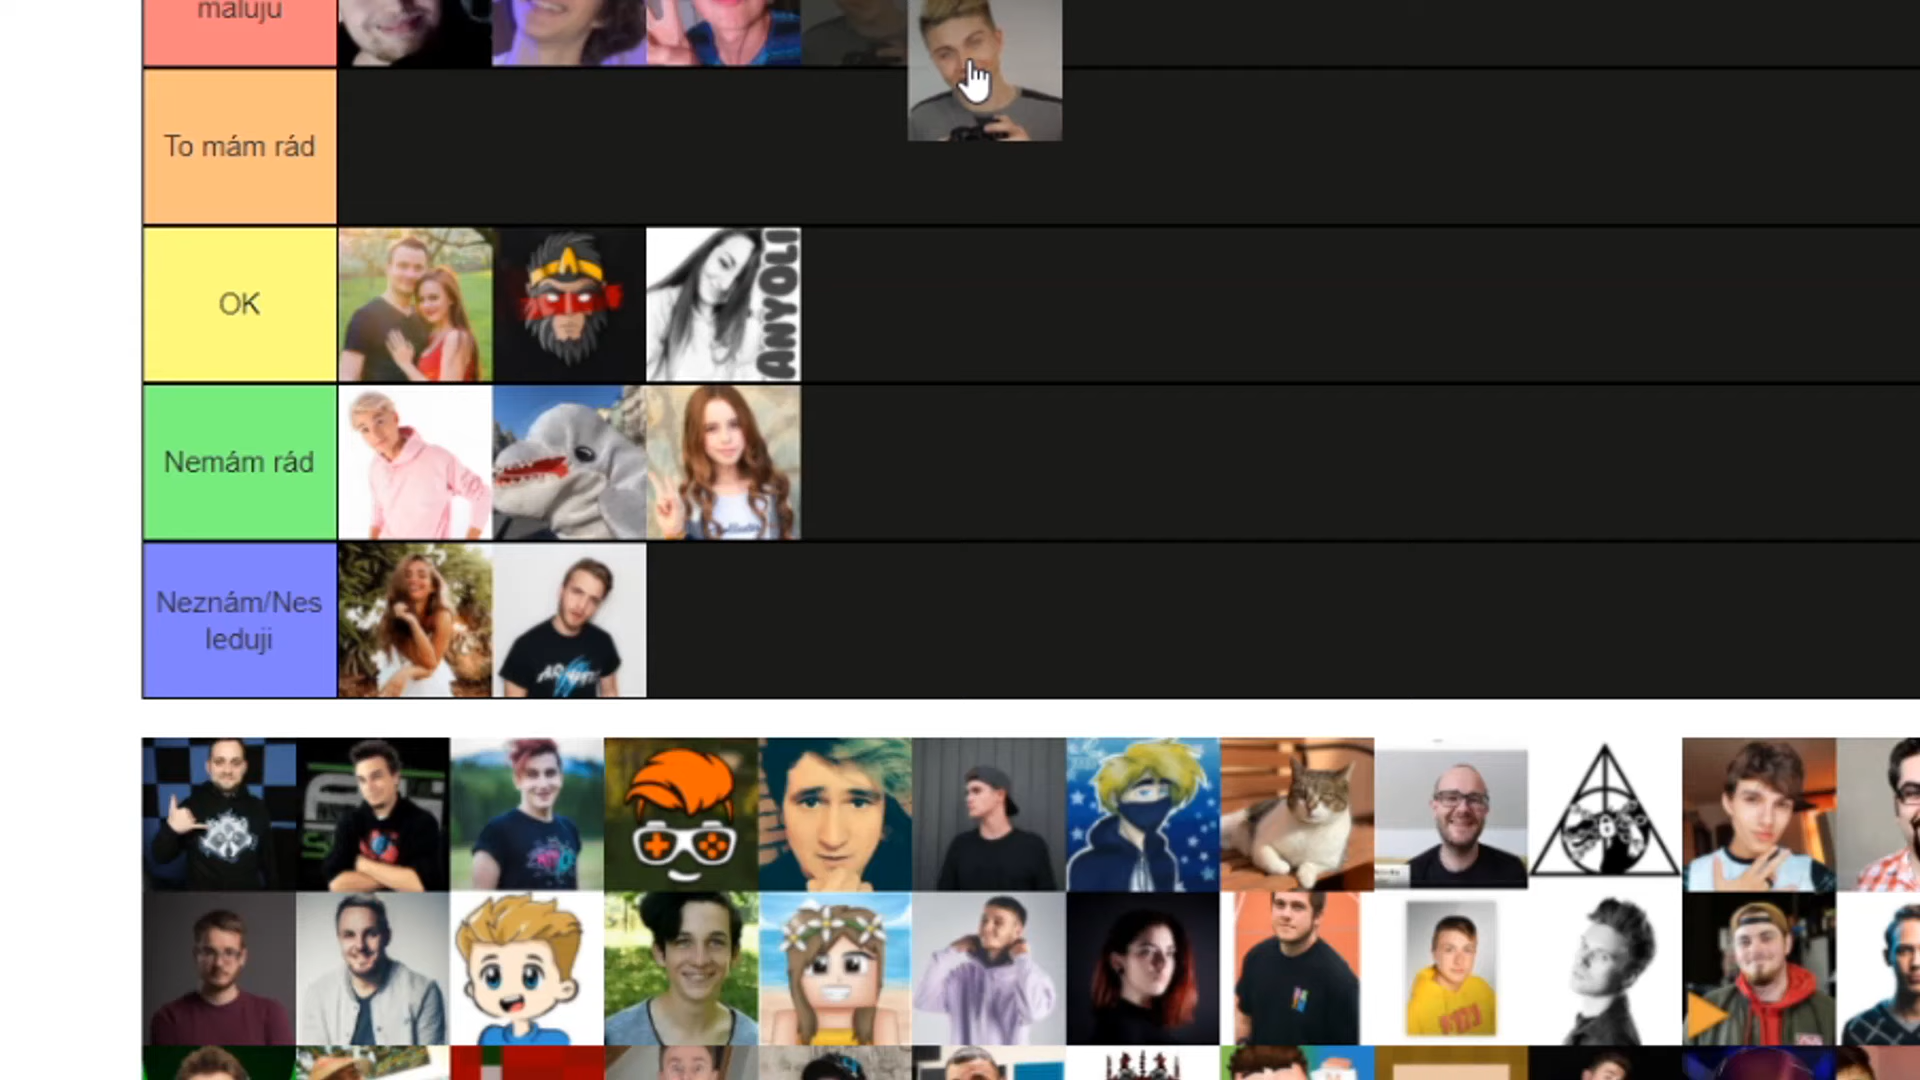 maluju
To mám rád
OK
ANYOLI
Nemám rád
Neznám/Nes
leduji